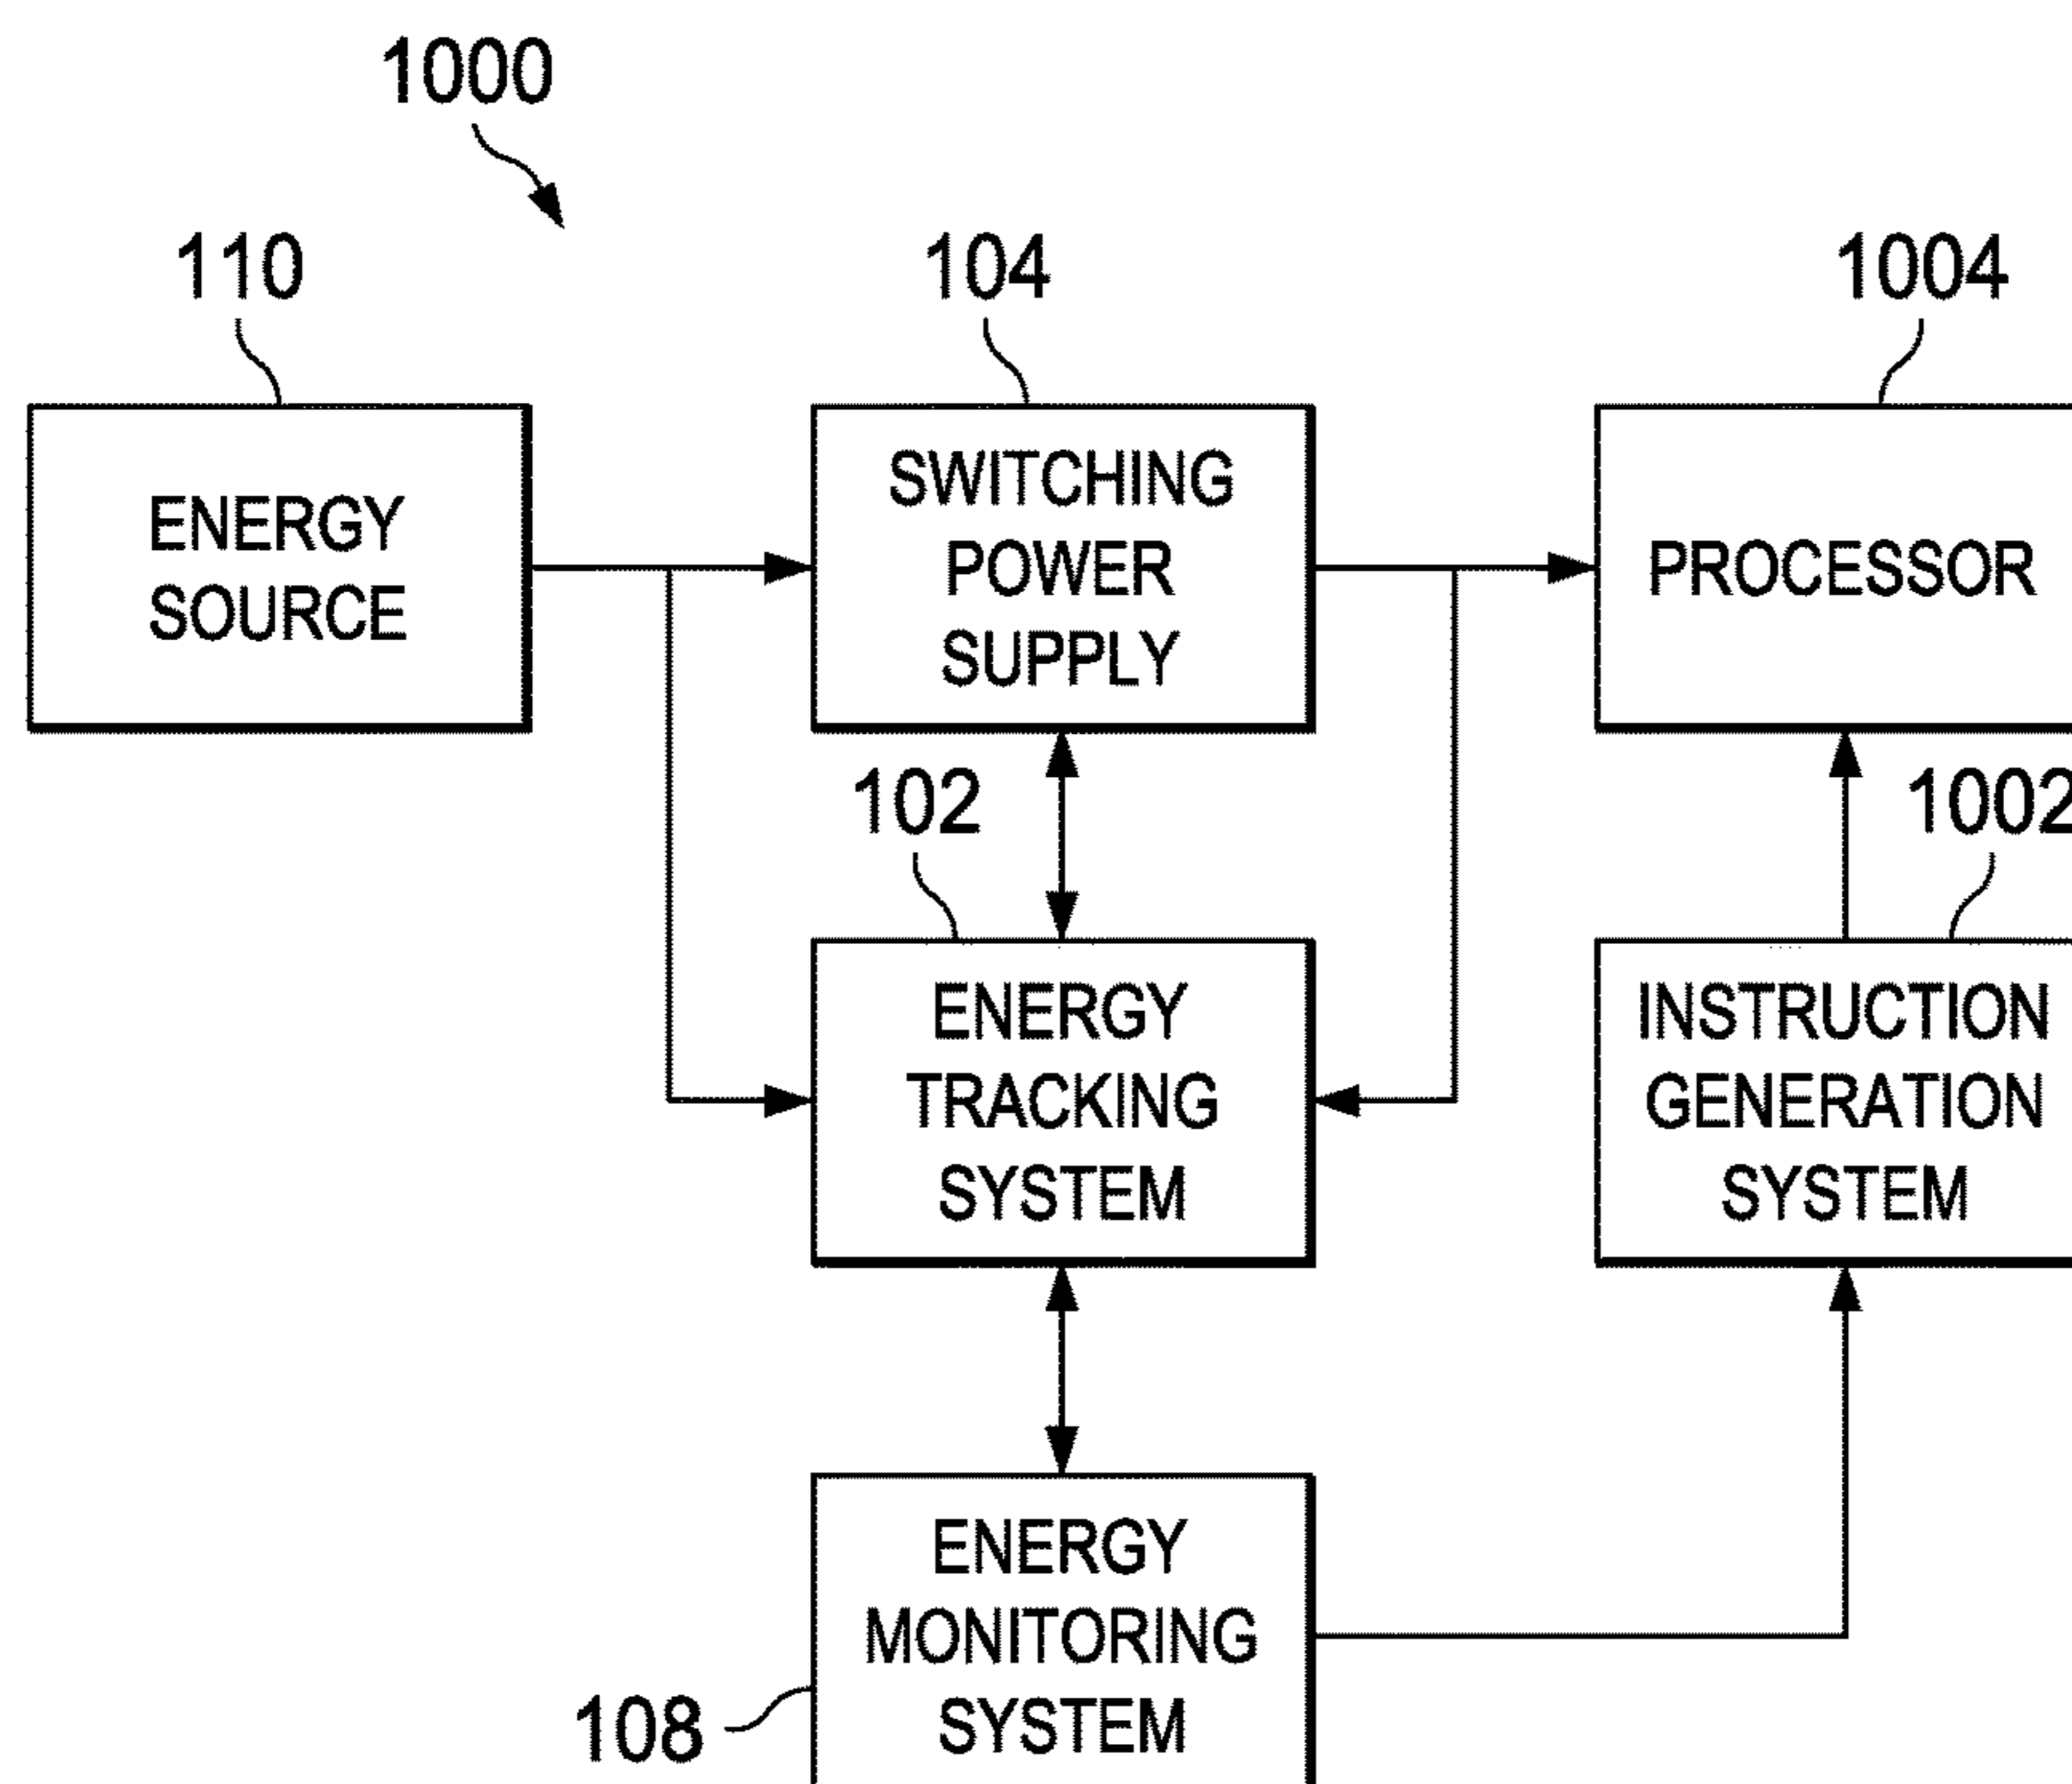 1000
110
104
1004
ENERGY
SOURCE
SWITCHING
POWER
SUPPLY
PROCESSOR
102
1002
ENERGY
TRACKING
SYSTEM
INSTRUCTION
GENERATION
SYSTEM
ENERGY
MONITORING
SYSTEM
108